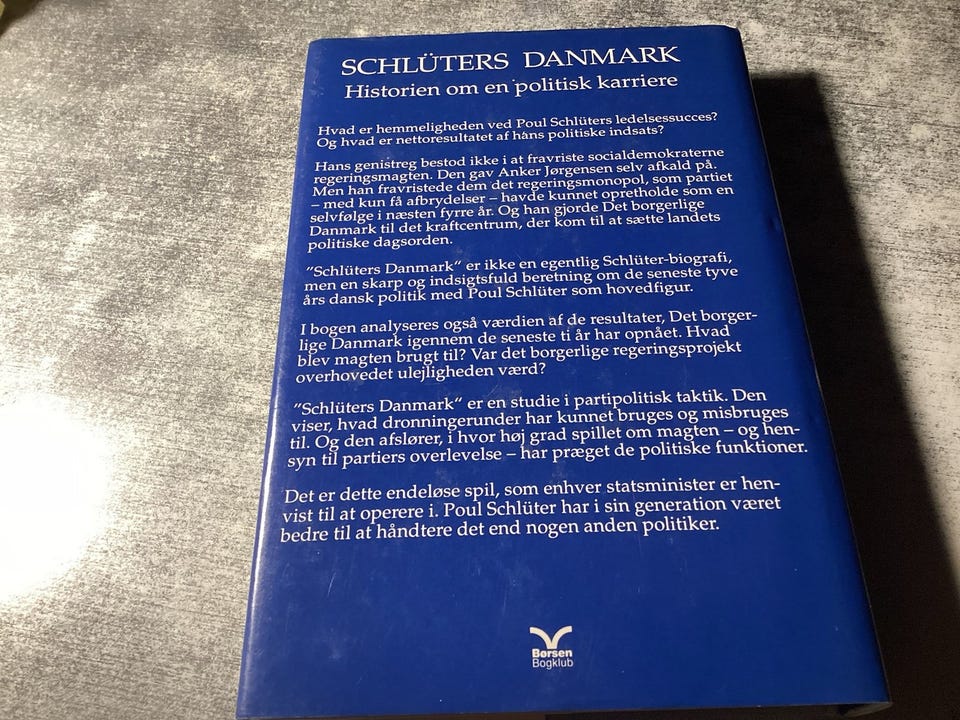 SCHLÜTERS DANMARK
Historien om en politisk karriere
Hvad er hemmeligheden ved Poul Schlüters ledelsessucces?
Og hvad er nettoresultatet af hans politiske indsats?
Hans genistreg bestod ikke i at fravriste socialdemokraterne
regeringsmagten. Den gav Anker Jørgensen selv afkald på.
Men han fravristede dem det regeringsmonopol, som partiet
– med kun få afbrydelser – havde kunnet opretholde som en
selvfølge i næsten fyrre år. Og han gjorde Det borgerlige
Danmark til det kraftcentrum, der kom til at sætte landets
politiske dagsorden.
"Schlüters Danmark" er ikke en egentlig Schlüter-biografi,
men en skarp og indsigtsfuld beretning om de seneste tyve
års dansk politik med Poul Schlüter som hovedfigur.
I bogen analyseres også værdien af de resultater, Det borger-
lige Danmark igennem de seneste ti år har opnået. Hvad
blev magten brugt til? Var det borgerlige regeringsprojekt
overhovedet ulejligheden værd?
"Schlüters Danmark" er en studie i partipolitisk taktik. Den
viser, hvad dronningerunder har kunnet bruges og misbruges
til. Og den afslører, i hvor høj grad spillet om magten – og hen-
syn til partiers overlevelse – har præget de politiske funktioner.
Det er dette endeløse spil, som enhver statsminister er hen-
vist til at operere i. Poul Schlüter har i sin generation været
bedre til at håndtere det end nogen anden politiker.
Børsen
Bogklub